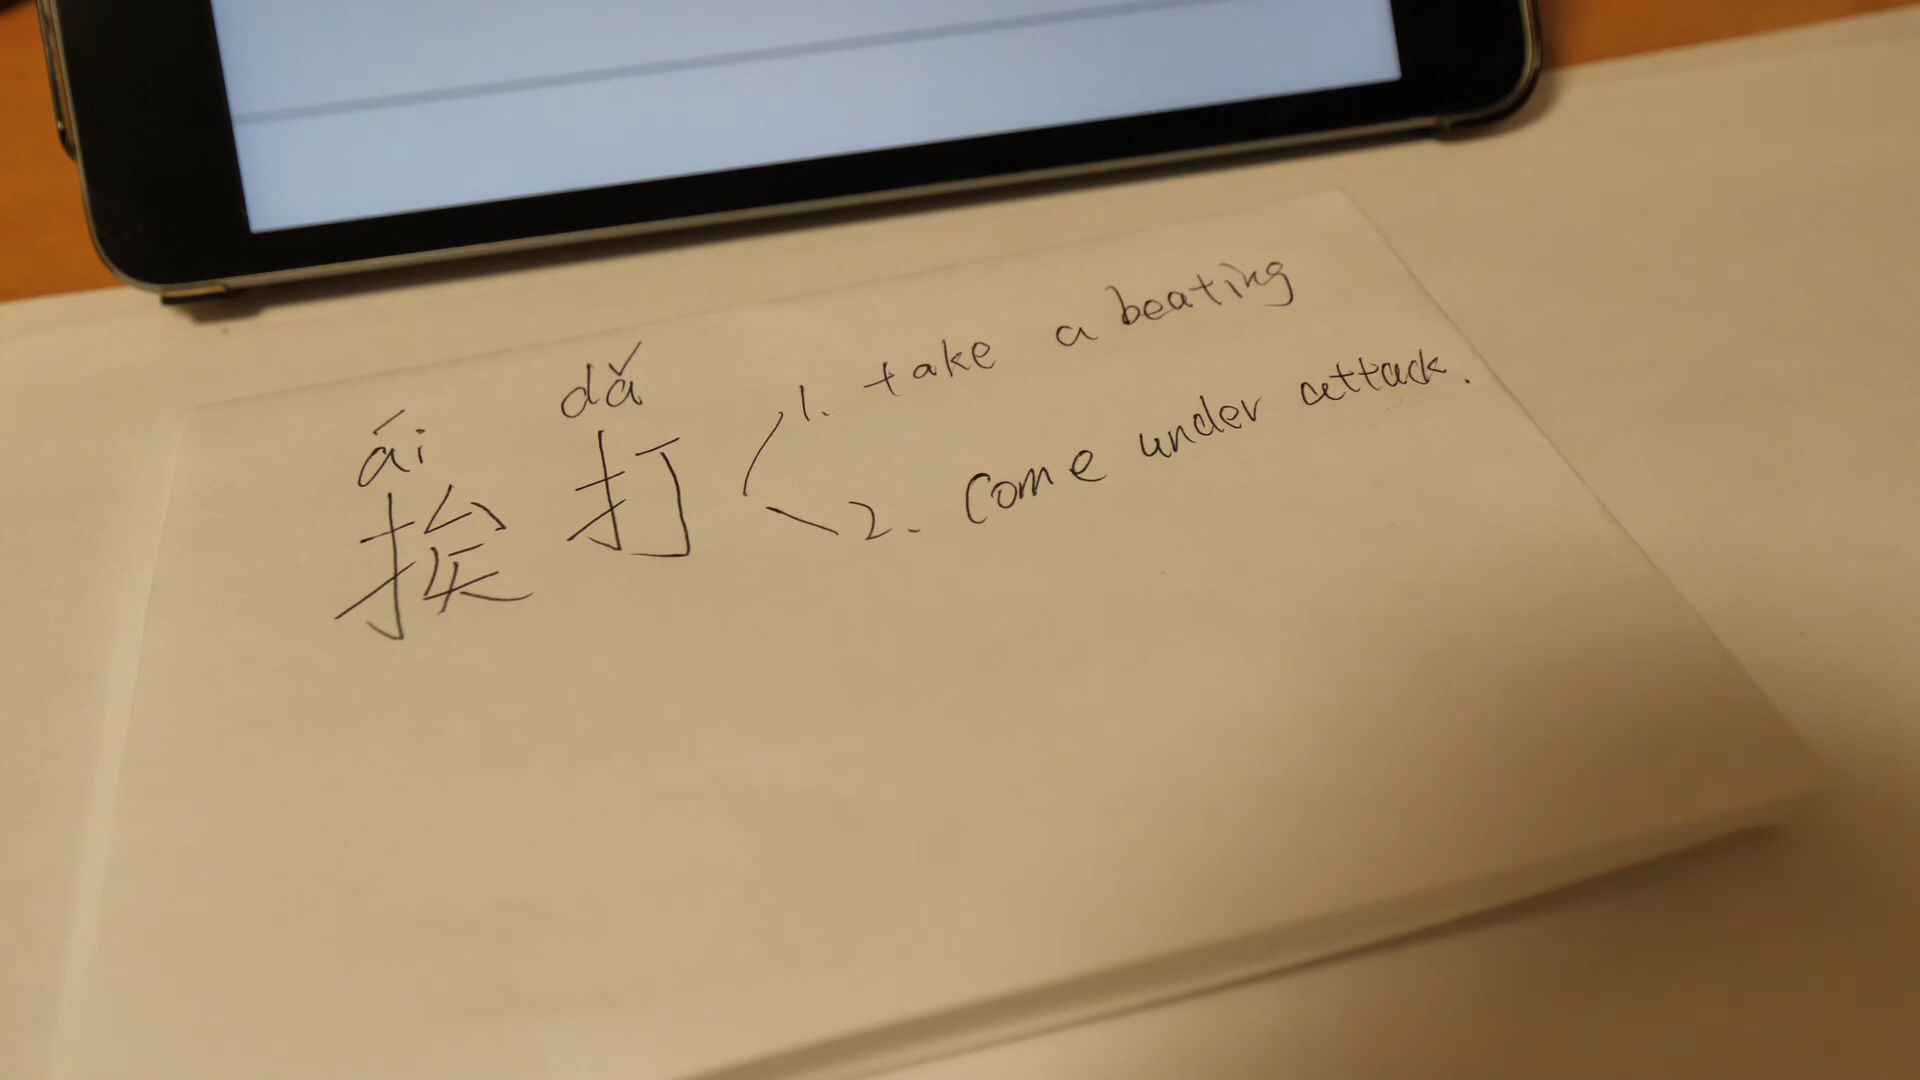 ái dǎ
挨打 1. take a beating
2. Come under attack.